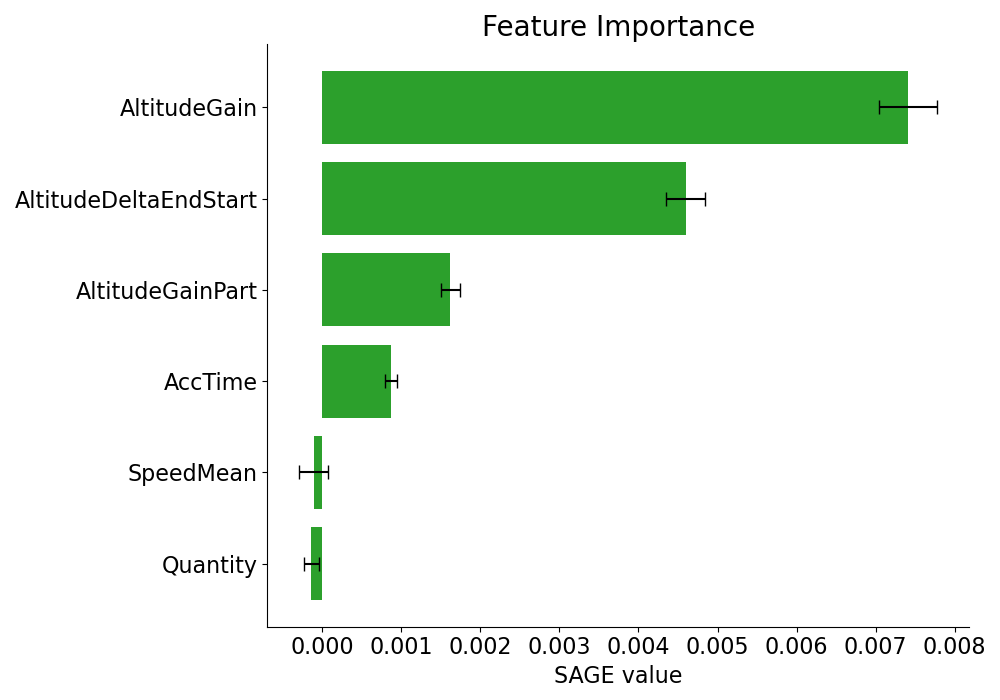 Feature Importance
AltitudeGain
AltitudeDeltaEndStart
AltitudeGainPart
AccTime
SpeedMean
Quantity
0.000 0.001 0.002 0.003 0.004 0.005 0.006 0.007 0.008
SAGE value